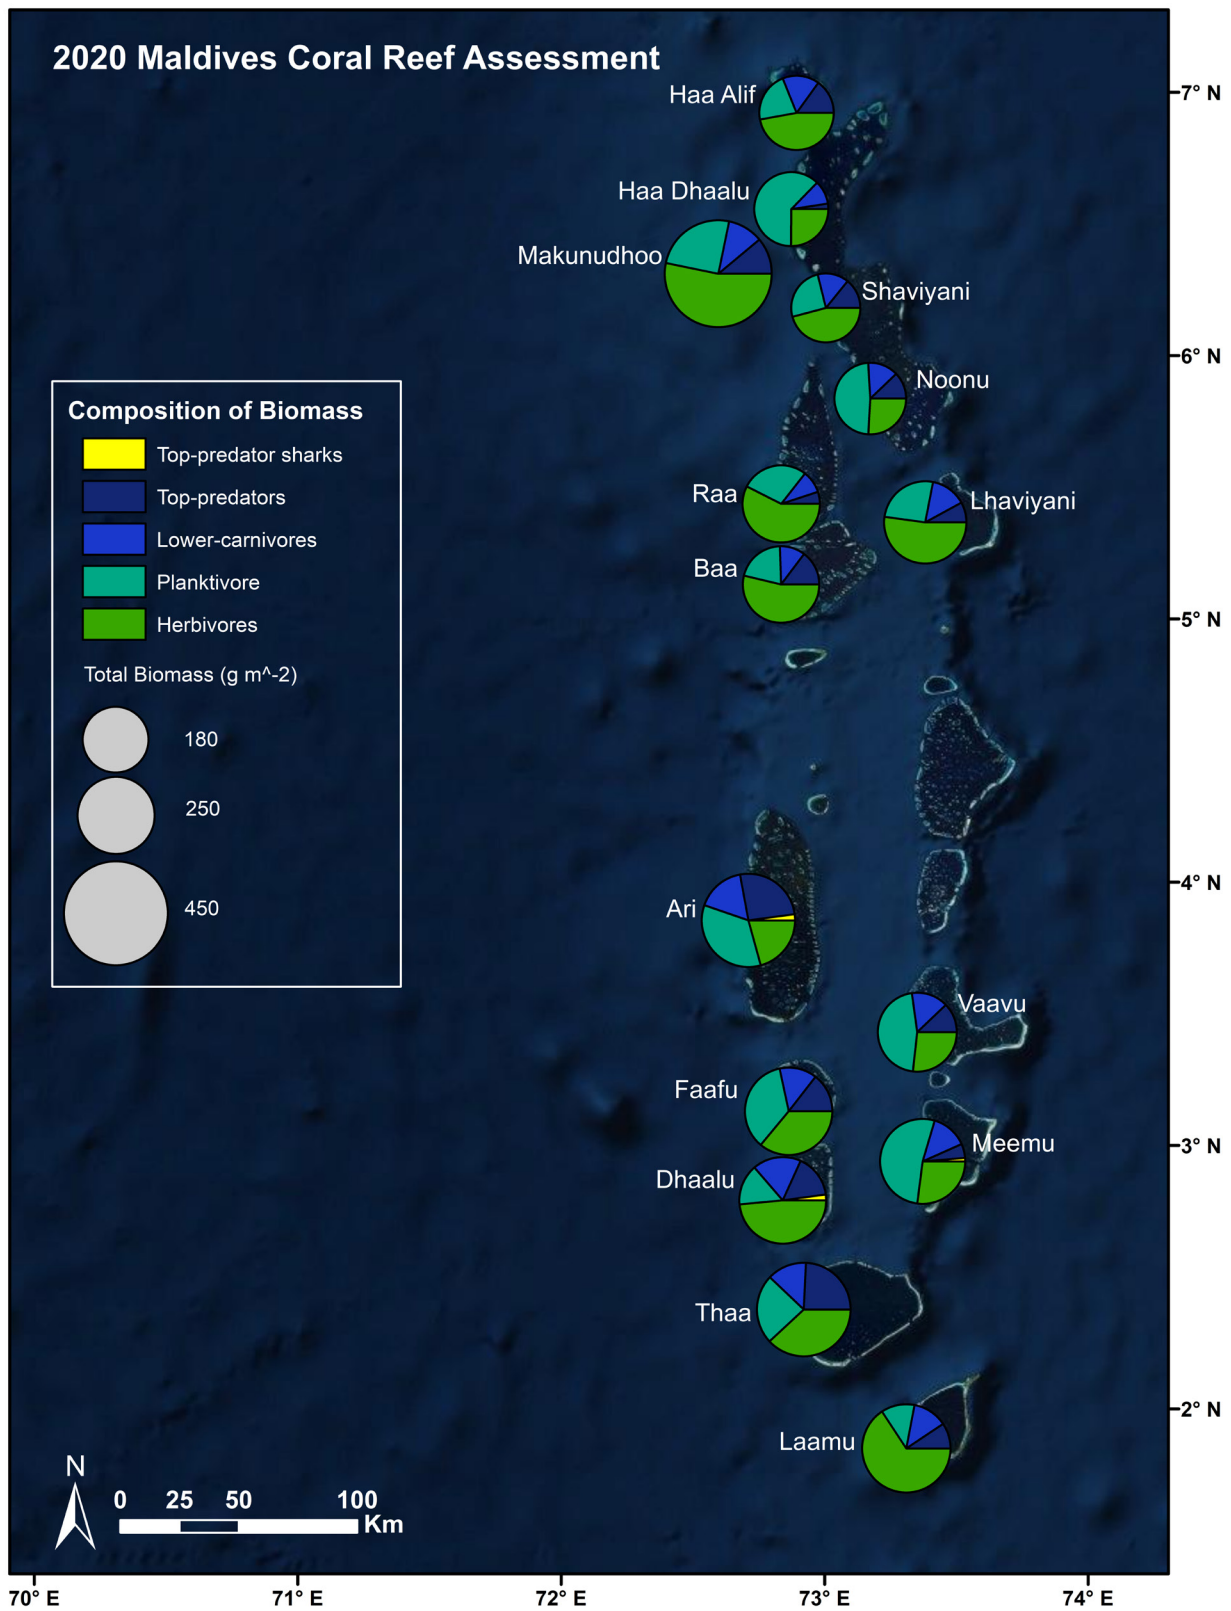 2020 Maldives Coral Reef Assessment
Haa Alif
7° N
Haa Dhaalu
Makunudhoo
Shaviyani
6° N
Noonu
Composition of Biomass
Top-predator sharks
Top-predators
Lower-carnivores
Planktivore
Herbivores
Total Biomass (g m^-2)
180
250
450
Raa
Lhaviyani
Baa
5° N
4° N
Ari
Vaavu
Faafu
3° N
Meemu
Dhaalu
Thaa
2° N
Laamu
N
0 25 50 100
Km
70° E 71° E 72° E 73° E 74° E